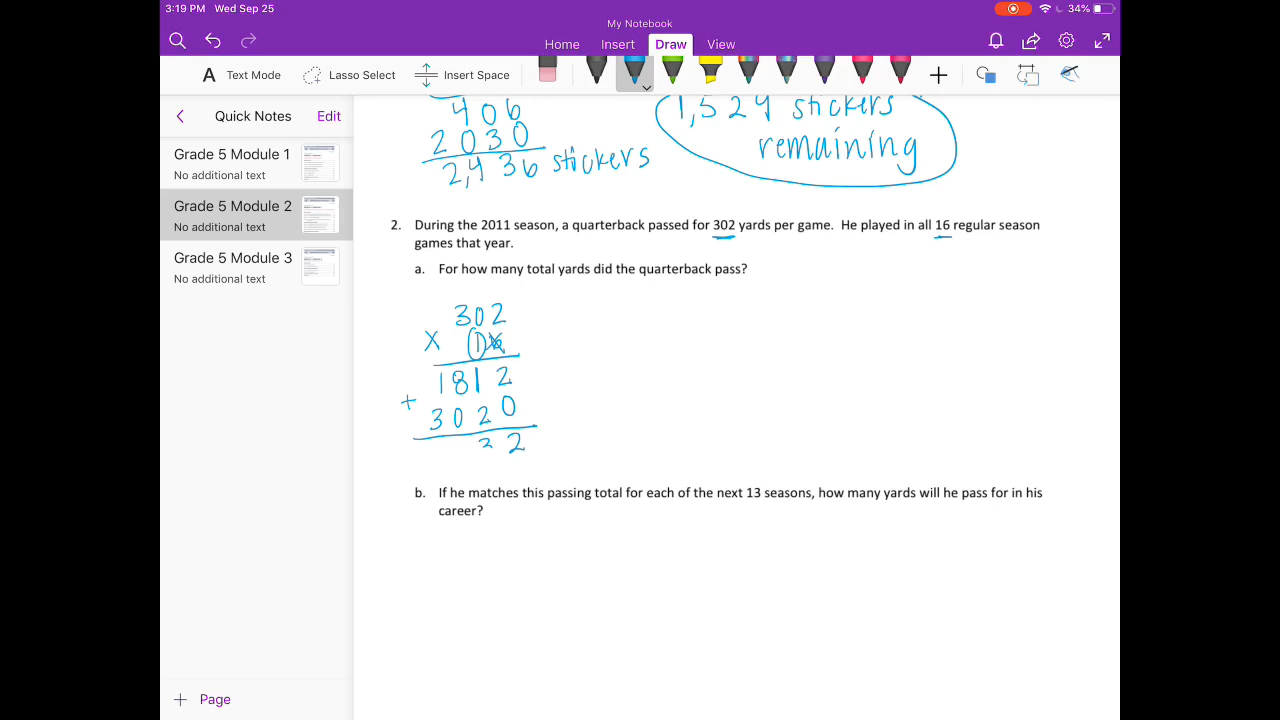 3:19 PM Wed Sep 25
34%
My Notebook
Home Insert Draw View
A Text Mode Lasso Select Insert Space
Quick Notes Edit
Grade 5 Module 1
No additional text
Grade 5 Module 2
No additional text
Grade 5 Module 3
No additional text
+ Page
406
2030
2,436 stickers
1,524 stickers
remaining
2. During the 2011 season, a quarterback passed for 302 yards per game. He played in all 16 regular season
games that year.
a. For how many total yards did the quarterback pass?
302
x 16
1812
+ 3020
32
b. If he matches this passing total for each of the next 13 seasons, how many yards will he pass for in his
career?